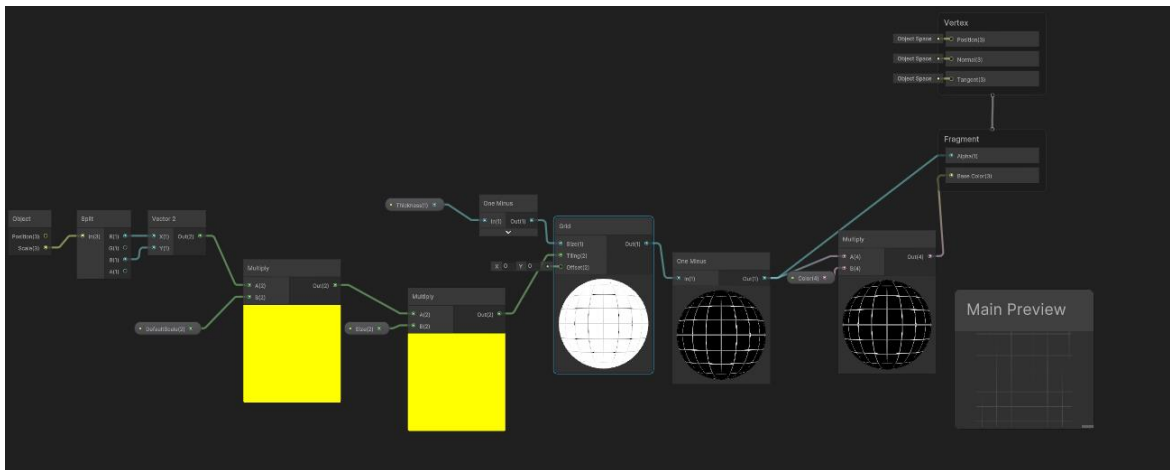 Vertex
Object Space
Position(3)
Object Space
Normal(3)
Object Space
Tangent(3)
Fragment
Alpha(1)
Base Color(3)
Object
Position(3)
Scale(3)
Split
In(3)
R(1)
G(1)
B(1)
A(1)
Vector 2
X(1)
Y(1)
Out(2)
Multiply
A(2)
B(2)
Out(2)
DefaultScale(2)
Multiply
A(2)
B(2)
Out(2)
Size(2)
Thickness(1)
One Minus
In(1)
Out(1)
Grid
Size(1)
Tiling(2)
Offset(2)
Out(1)
X 0 Y 0
One Minus
In(1)
Out(1)
Color(4)
Multiply
A(4)
B(4)
Out(4)
Main Preview